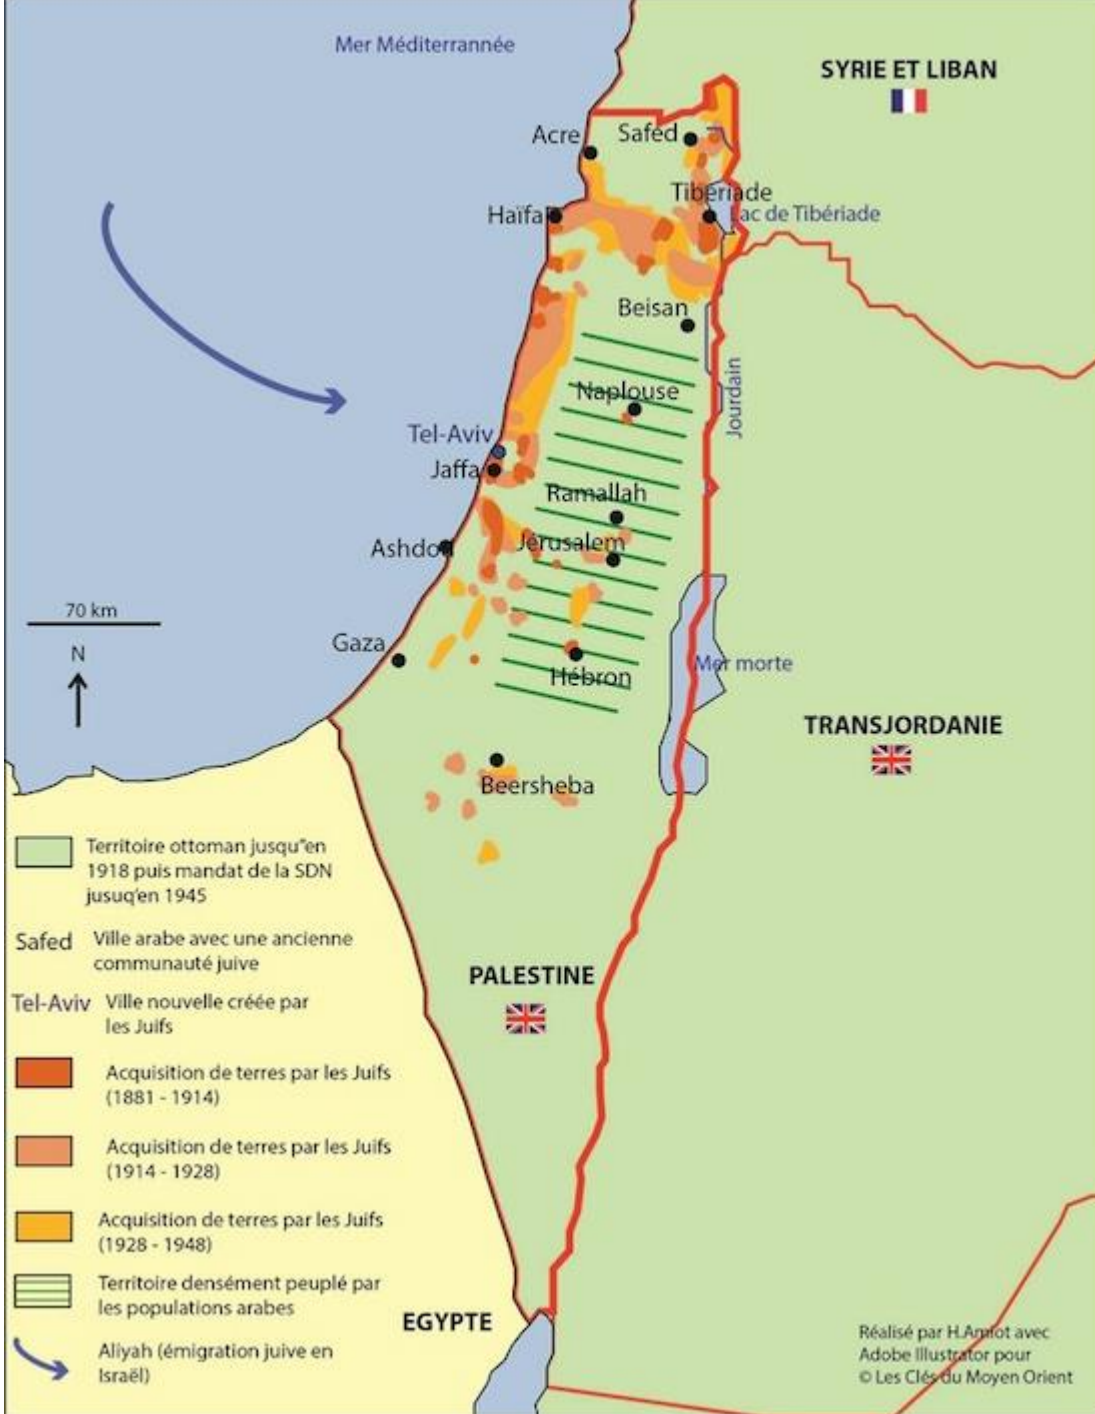 Mer Méditerrannée
SYRIE ET LIBAN
Acre
Safed
Tibériade
Haïfa
Lac de Tibériade
Beisan
Naplouse
Jourdain
Tel-Aviv
Jaffa
Ramallah
Jérusalem
Ashdod
70 km
N
Gaza
Hébron
Mer morte
TRANSJORDANIE
Beersheba
Territoire ottoman jusqu"en
1918 puis mandat de la SDN
jusuq'en 1945
Safed
Ville arabe avec une ancienne
communauté juive
PALESTINE
Tel-Aviv
Ville nouvelle créée par
les Juifs
Acquisition de terres par les Juifs
(1881 - 1914)
Acquisition de terres par les Juifs
(1914 - 1928)
Acquisition de terres par les Juifs
(1928 - 1948)
Territoire densément peuplé par
les populations arabes
EGYPTE
Aliyah (émigration juive en
Israël)
Réalisé par H.Amiot avec
Adobe Illustrator pour
© Les Clés du Moyen Orient